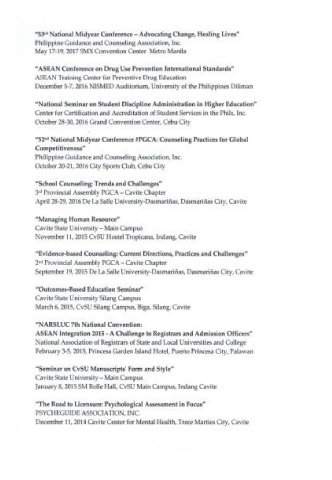 "53rd National Midyear Conference – Advocating Change, Healing Lives"
Philippine Guidance and Counseling Association, Inc.
May 17-19, 2017 SMX Convention Center Metro Manila
"ASEAN Conference on Drug Use Prevention International Standards"
ASEAN Training Center for Preventive Drug Education
December 5-7, 2016 NISMED Auditorium, University of the Philippines Diliman
"National Seminar on Student Discipline Administration in Higher Education"
Center for Certification and Accreditation of Student Services in the Phils, Inc.
October 28-30, 2016 Grand Convention Center, Cebu City
"52nd National Midyear Conference #PGCA: Counseling Practices for Global
Competitiveness"
Philippine Guidance and Counseling Association, Inc.
October 20-21, 2016 City Sports Club, Cebu City
"School Counseling: Trends and Challenges"
3rd Provincial Assembly PGCA – Cavite Chapter
April 28-29, 2016 De La Salle University-Dasmariñas, Dasmariñas City, Cavite
"Managing Human Resource"
Cavite State University – Main Campus
November 11, 2015 CvSU Hostel Tropicana, Indang, Cavite
"Evidence-based Counseling: Current Directions, Practices and Challenges"
2nd Provincial Assembly PGCA – Cavite Chapter
September 19, 2015 De La Salle University-Dasmariñas, Dasmariñas City, Cavite
"Outcomes-Based Education Seminar"
Cavite State University Silang Campus
March 6, 2015, CvSU Silang Campus, Biga, Silang, Cavite
"NARSLUC 7th National Convention:
ASEAN Integration 2015 - A Challenge to Registrars and Admission Officers"
National Association of Registrars of State and Local Universities and College
February 3-5, 2015, Princesa Garden Island Hotel, Puerto Princesa City, Palawan
"Seminar on CvSU Manuscripts' Form and Style"
Cavite State University – Main Campus
January 8, 2015 SM Rolle Hall, CvSU Main Campus, Indang, Cavite
"The Road to Licensure: Psychological Assessment in Focus"
PSYCHEGUIDE ASSOCIATION, INC.
December 11, 2014 Cavite Center for Mental Health, Trece Martires City, Cavite